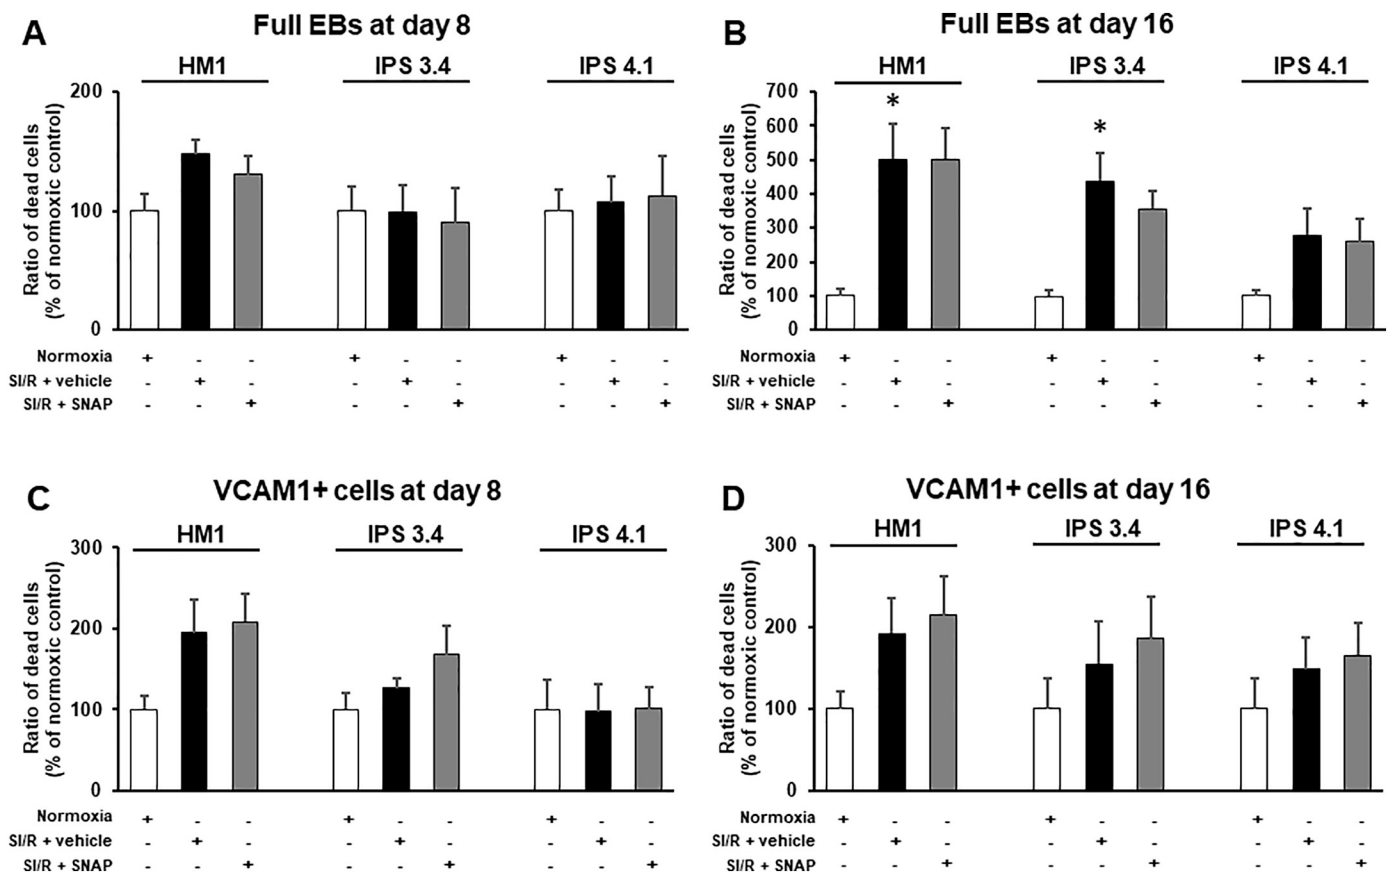 A
Full EBs at day 8
HM1
IPS 3.4
IPS 4.1
Ratio of dead cells
(% of normoxic control)
200
100
0
Normoxia + - - + - - + - -
SI/R + vehicle - + - - + - - + -
SI/R + SNAP - - + - - + - - +
B
Full EBs at day 16
HM1
IPS 3.4
IPS 4.1
Ratio of dead cells
(% of normoxic control)
700
600
500
400
300
200
100
0
* *
Normoxia + - - + - - + - -
SI/R + vehicle - + - - + - - + -
SI/R + SNAP - - + - - + - - +
C
VCAM1+ cells at day 8
HM1
IPS 3.4
IPS 4.1
Ratio of dead cells
(% of normoxic control)
300
200
100
0
Normoxia + - - + - - + - -
SI/R + vehicle - + - - + - - + -
SI/R + SNAP - - + - - + - - +
D
VCAM1+ cells at day 16
HM1
IPS 3.4
IPS 4.1
Ratio of dead cells
(% of normoxic control)
300
200
100
0
Normoxia + - - + - - + - -
SI/R + vehicle - + - - + - - + -
SI/R + SNAP - - + - - + - - +